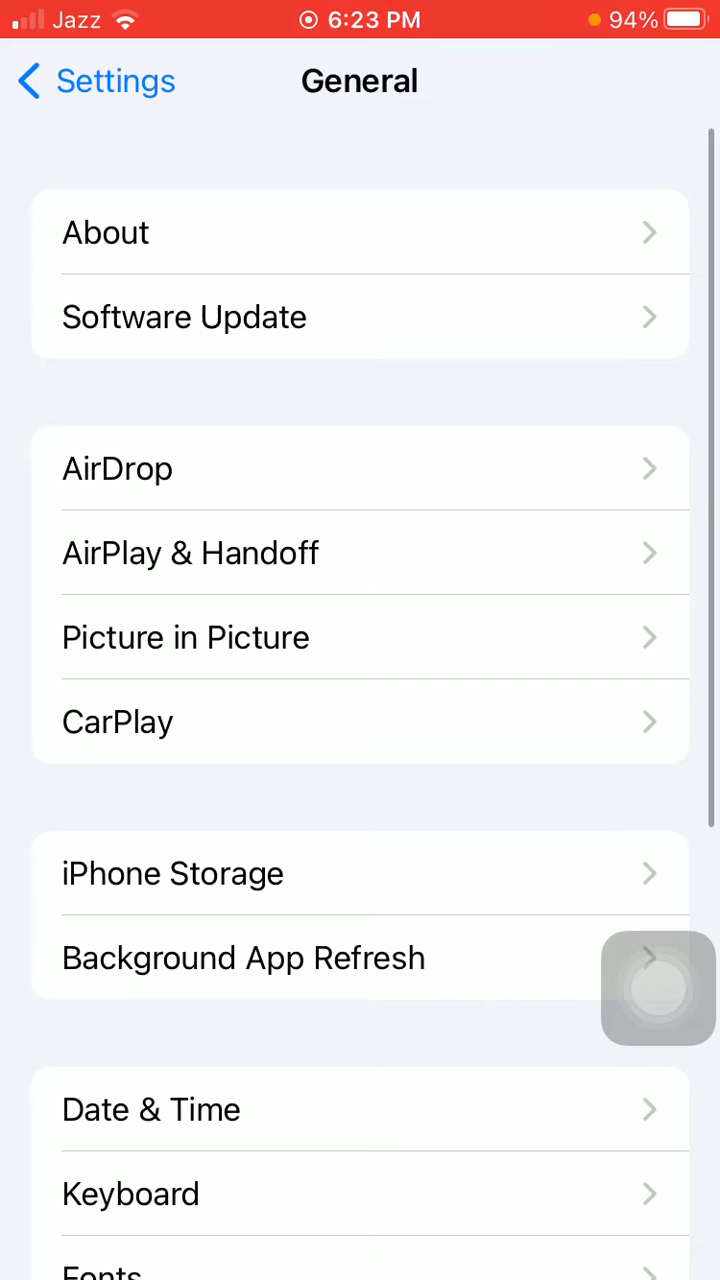 Jazz 6:23 PM 94%
Settings General
About
Software Update
AirDrop
AirPlay & Handoff
Picture in Picture
CarPlay
iPhone Storage
Background App Refresh
Date & Time
Keyboard
Fonts